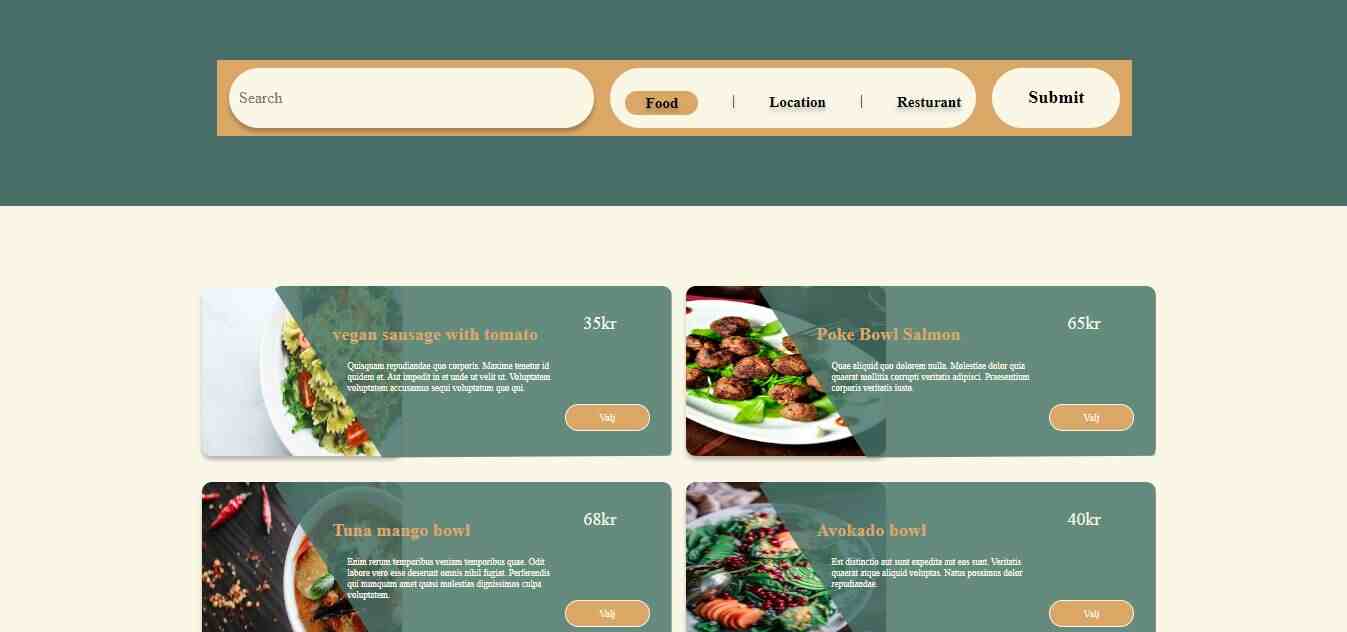 Search
Food | Location | Resturant
Submit
vegan sausage with tomato
35kr
Quisquam repudiandae quo corporis. Maxime tenetur id
quidem et. Aut impedit in et unde ut velit ut. Voluptatem
voluptatem accusamus sequi voluptatum quo qui.
Valj
Poke Bowl Salmon
65kr
Quae aliquid quo dolorem nulla. Molestiae dolor quia
quaerat mollitia corrupti veritatis adipisci. Praesentium
corporis veritatis iusto.
Valj
Tuna mango bowl
68kr
Enim rerum temporibus veniam temporibus quae. Odit
labore vero esse deserunt omnis nihil fugiat. Perferendis
qui numquam amet quasi molestias dignissimos culpa
voluptatem.
Valj
Avokado bowl
40kr
Est distinctio aut sunt expedita aut eos sunt. Veritatis
quaerat atque aliquid voluptas. Natus possimus dolor
repudiandae.
Valj